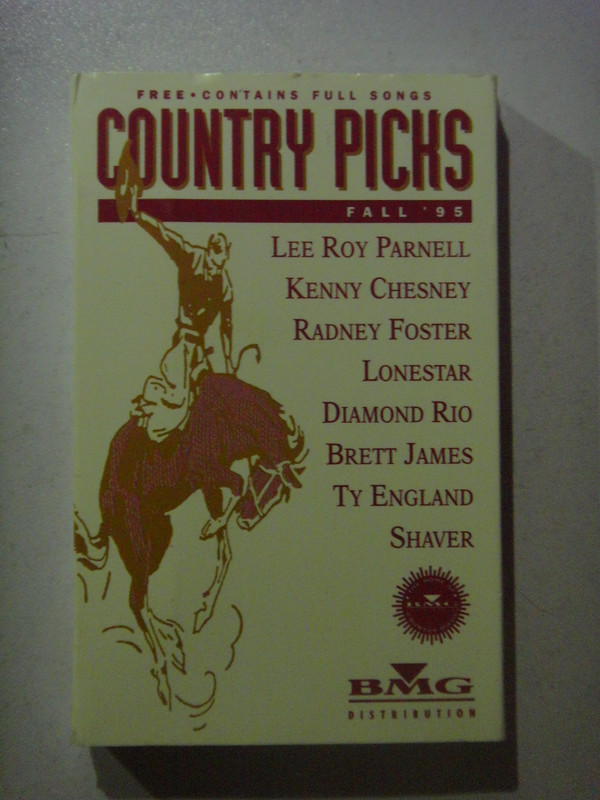 FREE • CONTAINS FULL SONGS
COUNTRY PICKS
FALL '95
LEE ROY PARNELL
KENNY CHESNEY
RADNEY FOSTER
LONESTAR
DIAMOND RIO
BRETT JAMES
TY ENGLAND
SHAVER
BMG
BMG
DISTRIBUTION